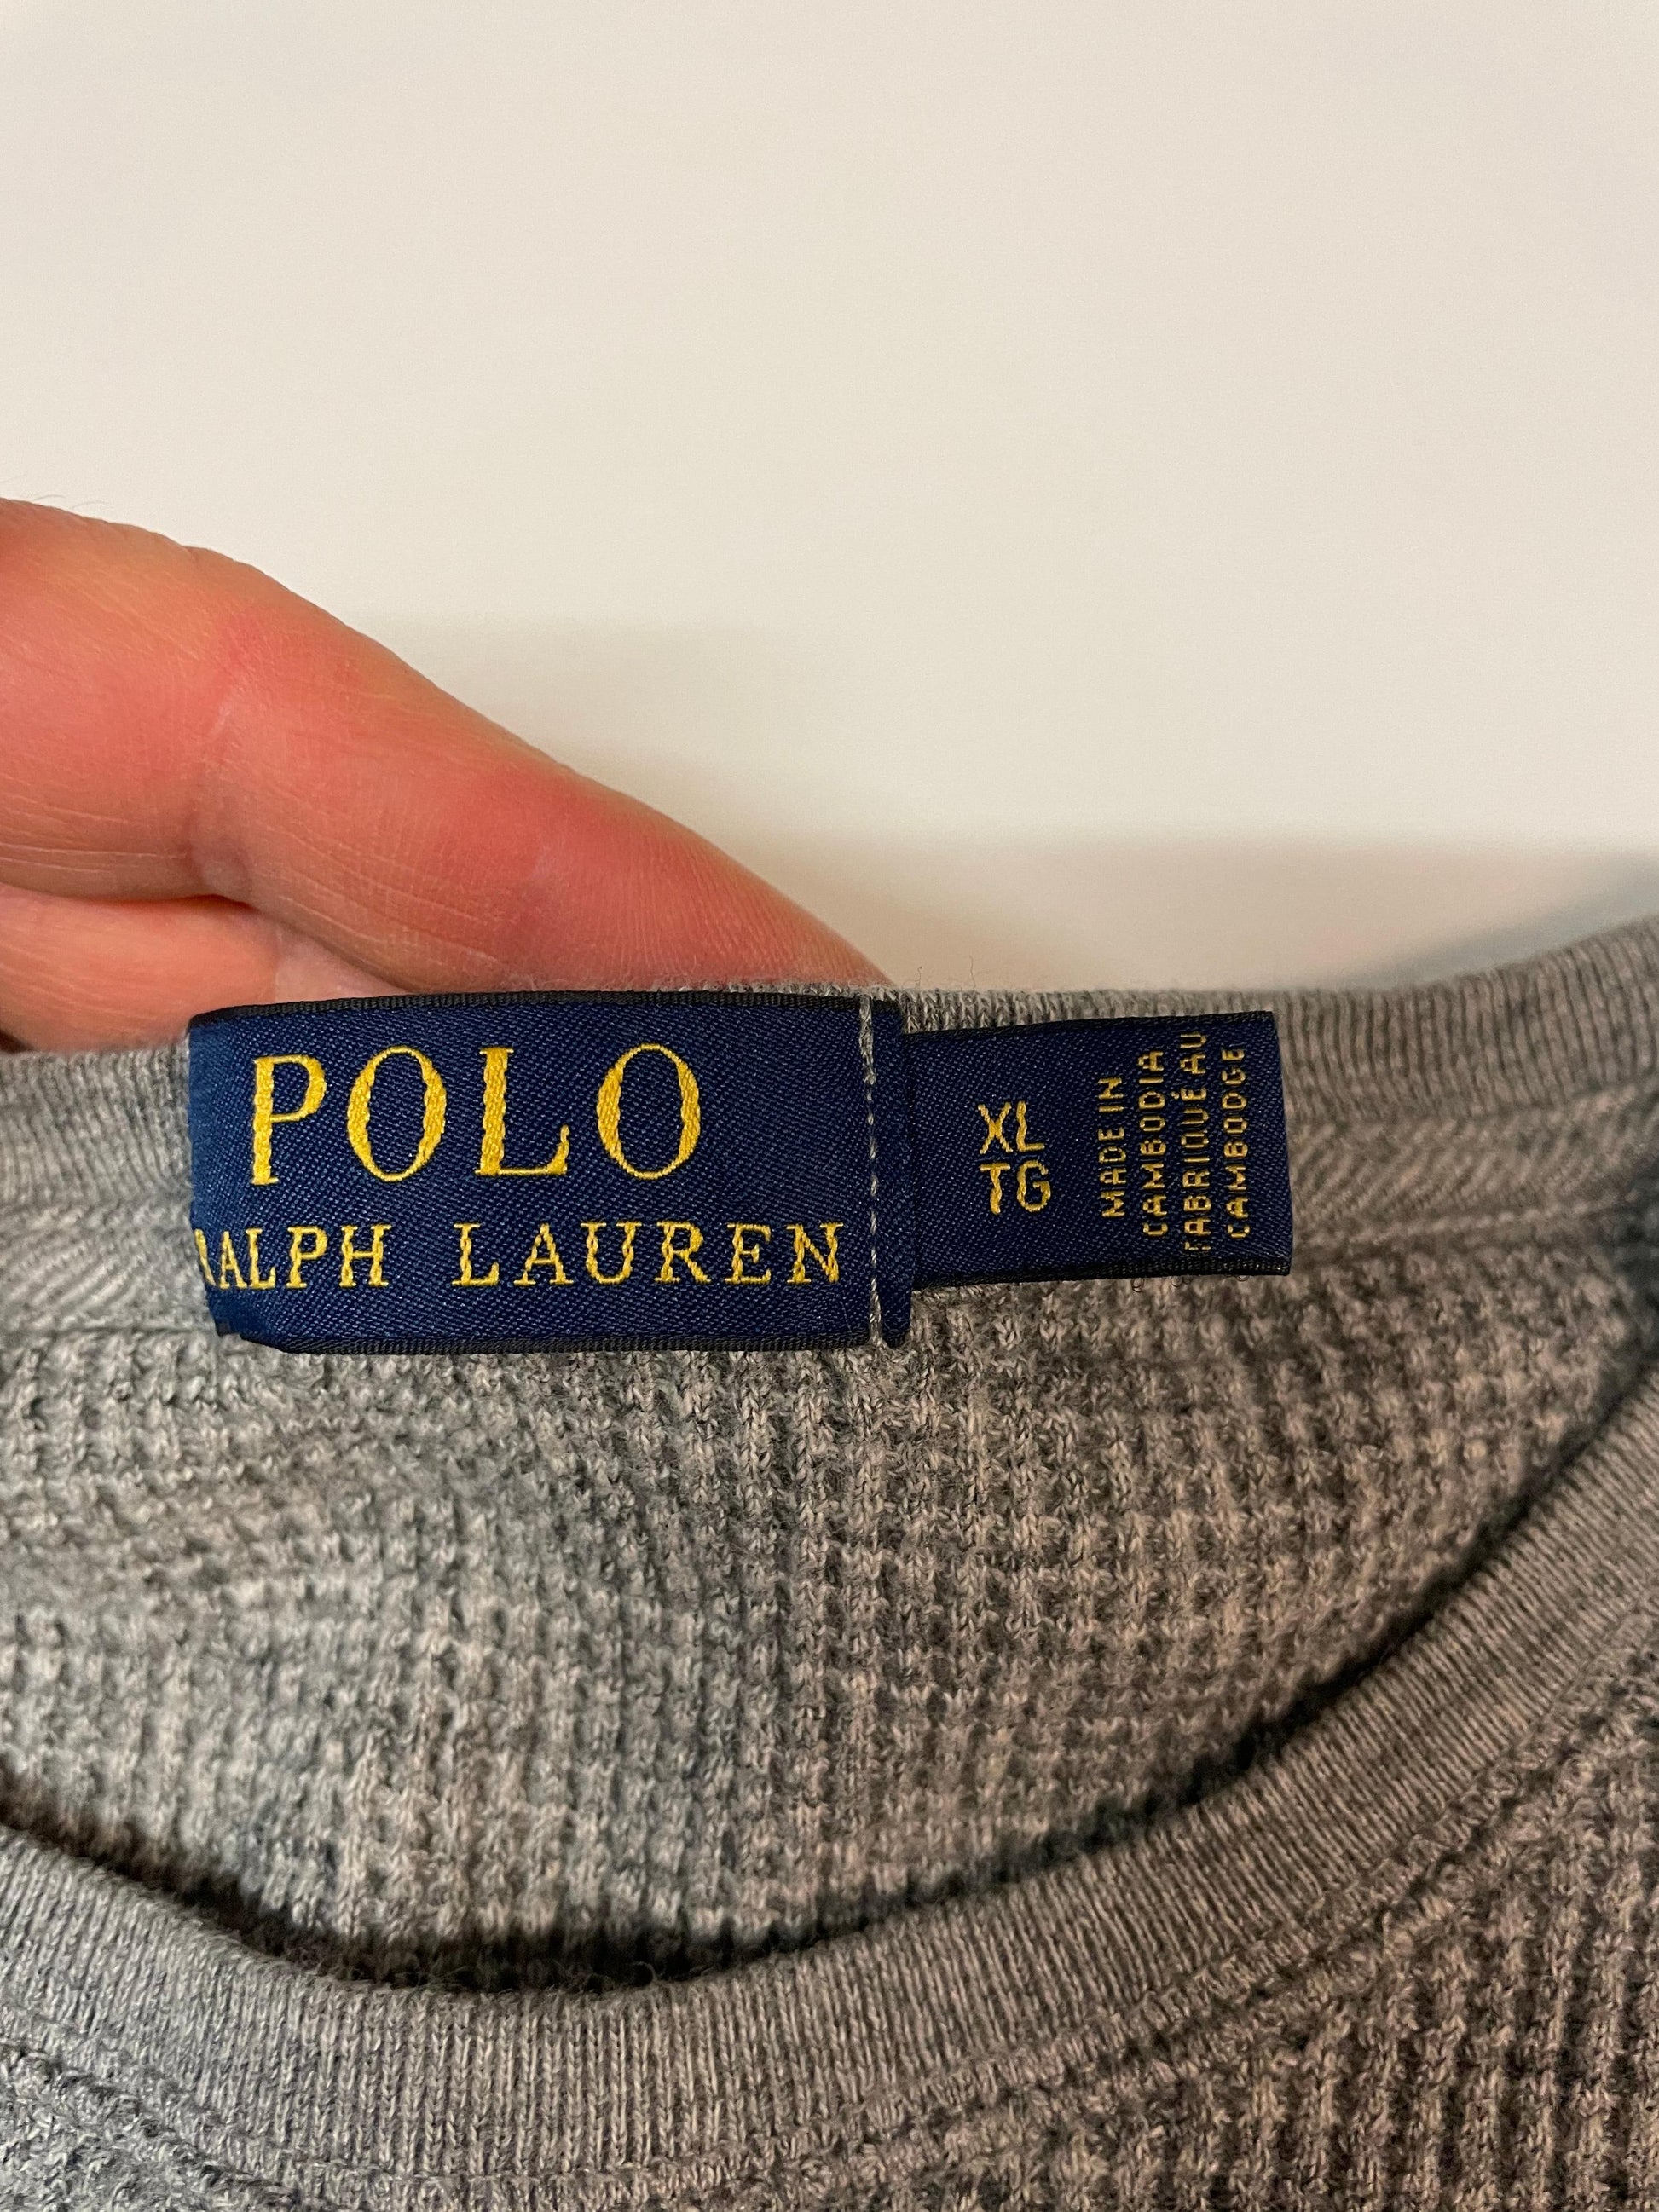 POLO
RALPH LAUREN
XL
TG
MADE IN
CAMBODIA
FABRIQUÉ AU
CAMBODGE